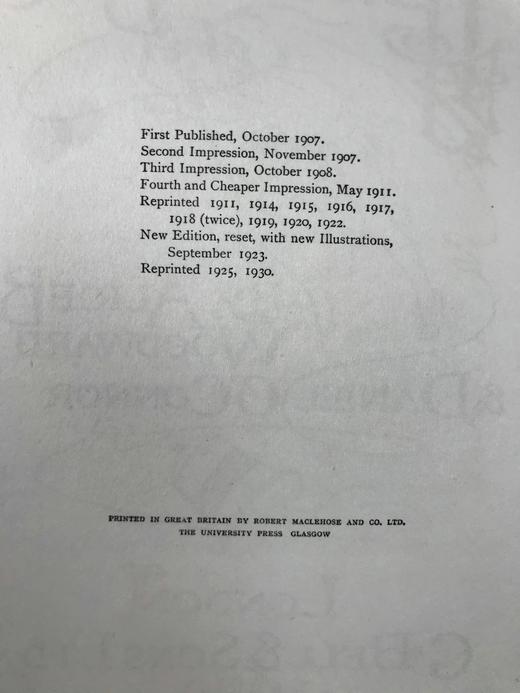 First Published, October 1907.
Second Impression, November 1907.
Third Impression, October 1908.
Fourth and Cheaper Impression, May 1911.
Reprinted 1911, 1914, 1915, 1916, 1917,
1918 (twice), 1919, 1920, 1922.
New Edition, reset, with new Illustrations,
September 1923.
Reprinted 1925, 1930.
PRINTED IN GREAT BRITAIN BY ROBERT MACLEHOSE AND CO. LTD.
THE UNIVERSITY PRESS GLASGOW